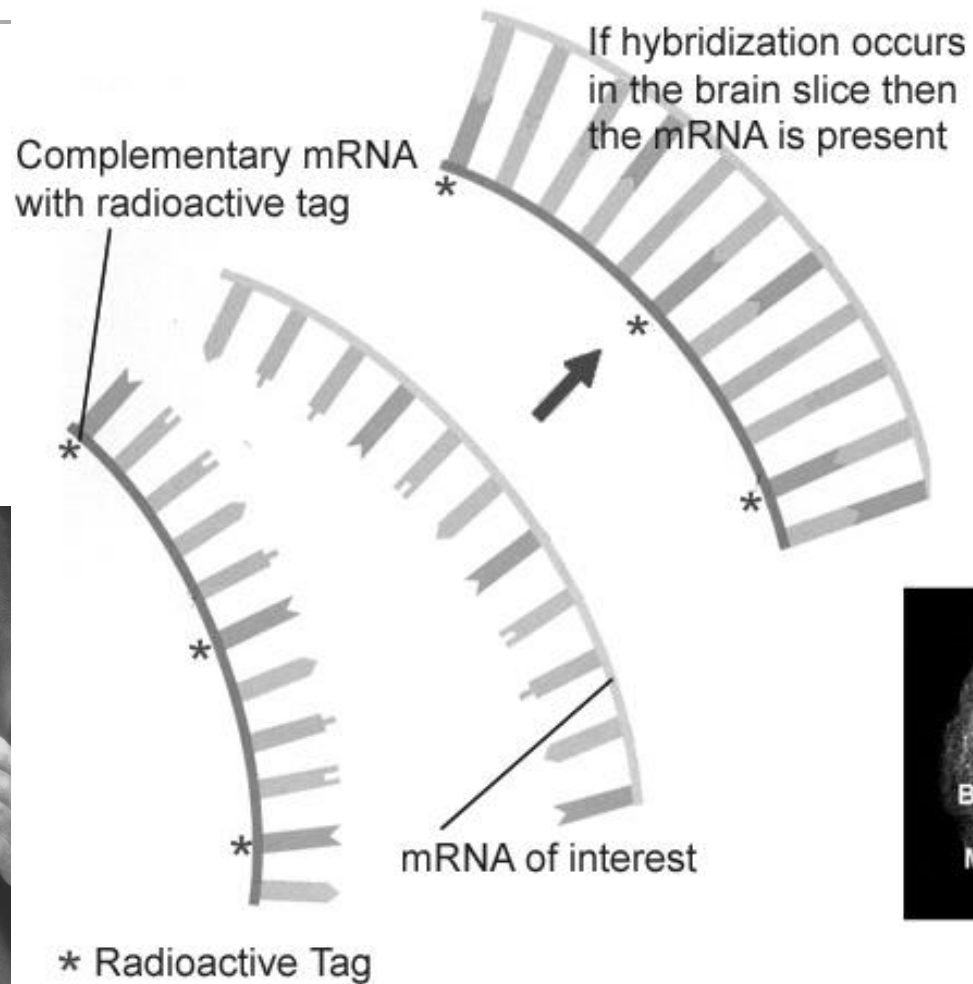 If hybridization occurs
in the brain slice then
the mRNA is present
Complementary mRNA
with radioactive tag
*
*
*
*
*
*
mRNA of interest
* Radioactive Tag
B